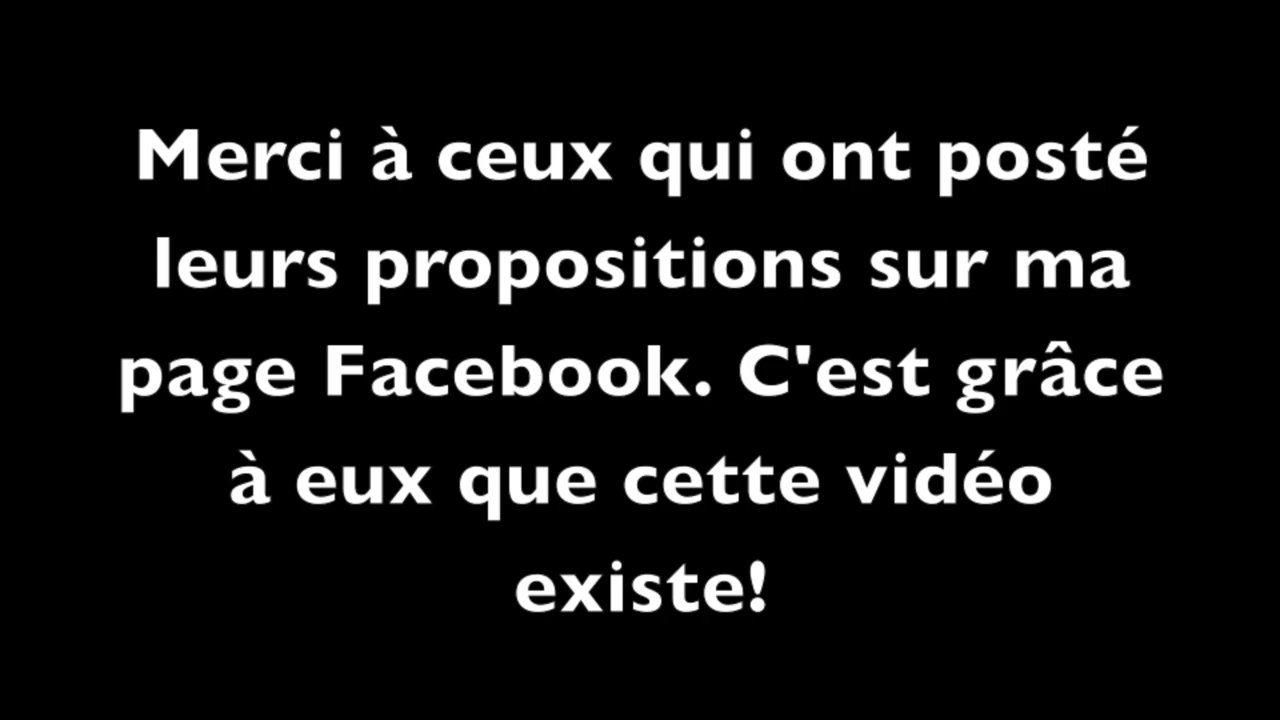 Merci à ceux qui ont posté
leurs propositions sur ma
page Facebook. C'est grâce
à eux que cette vidéo
existe!